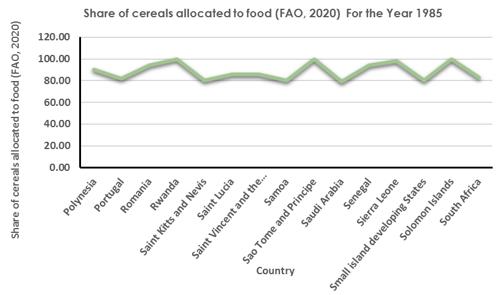 Share of cereals allocated to food (FAO, 2020) For the Year 1985
Share of cereals allocated to food (FAO, 2020)
120.00
100.00
80.00
60.00
40.00
20.00
0.00
Polynesia
Portugal
Romania
Rwanda
Saint Kitts and Nevis
Saint Lucia
Saint Vincent and the...
Samoa
Sao Tome and Principe
Saudi Arabia
Senegal
Sierra Leone
Small island developing States
Solomon Islands
South Africa
Country